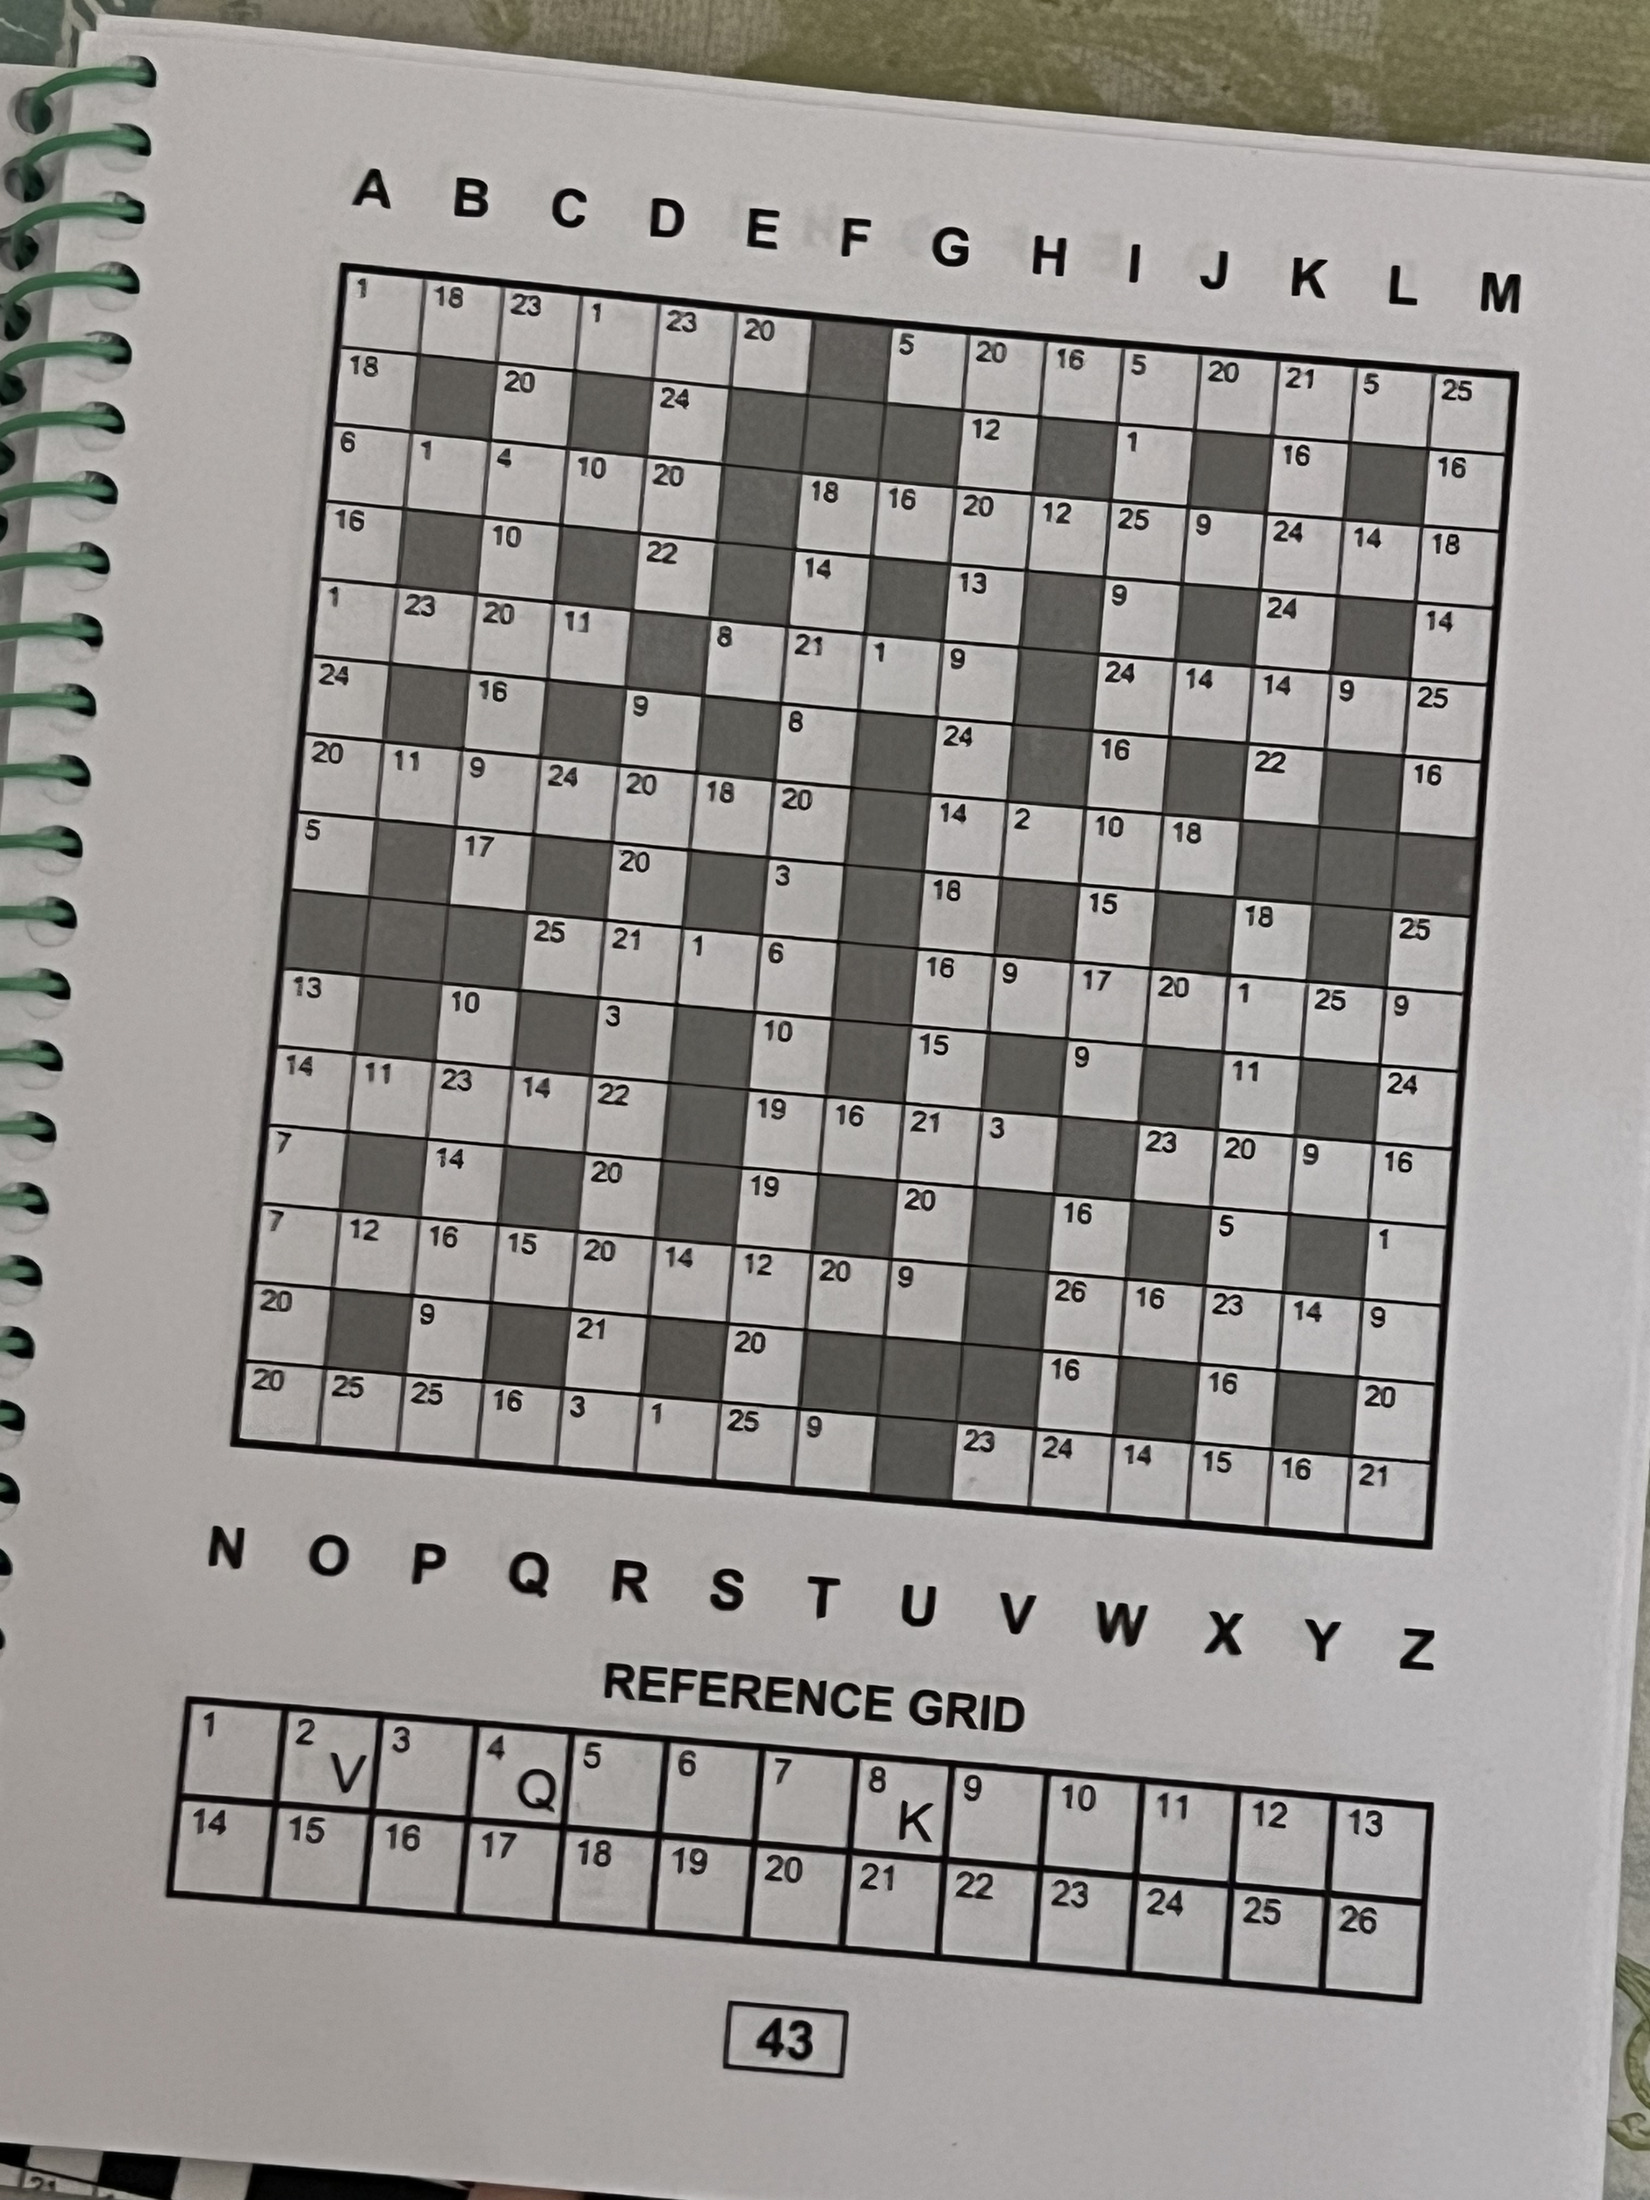 A B C D E F G H I J K L M
1 18 23 1 23 20 5 20 16 5 20 21 5 25
18 20 24 12 1 16 16
6 1 4 10 20 18 16 20 12 25 9 24 14 18
16 10 22 14 13 9 24 14
1 23 20 11 8 21 1 9 24 14 14 9 25
24 16 9 8 24 16 22 16
20 11 9 24 20 18 20 14 2 10 18
5 17 20 3 18 15 18 25
25 21 1 6 16 9 17 20 1 25 9
13 10 3 10 15 9 11 24
14 11 23 14 22 19 16 21 3 23 20 9 16
7 14 20 19 20 16 5 1
7 12 16 15 20 14 12 20 9 26 16 23 14 9
20 9 21 20 16 16 20
20 25 25 16 3 1 25 9 23 24 14 15 16 21
N O P Q R S T U V W X Y Z
REFERENCE GRID
1 2 V 3 4 Q 5 6 7 8 K 9 10 11 12 13
14 15 16 17 18 19 20 21 22 23 24 25 26
43